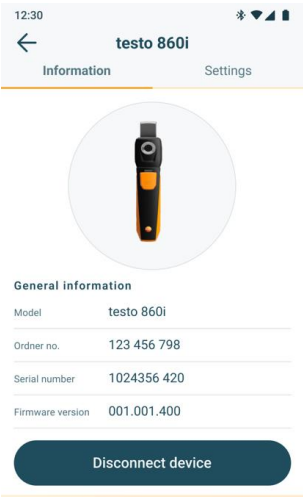 12:30
testo 860i
Information Settings
General information
Model testo 860i
Ordner no. 123 456 798
Serial number 1024356 420
Firmware version 001.001.400
Disconnect device